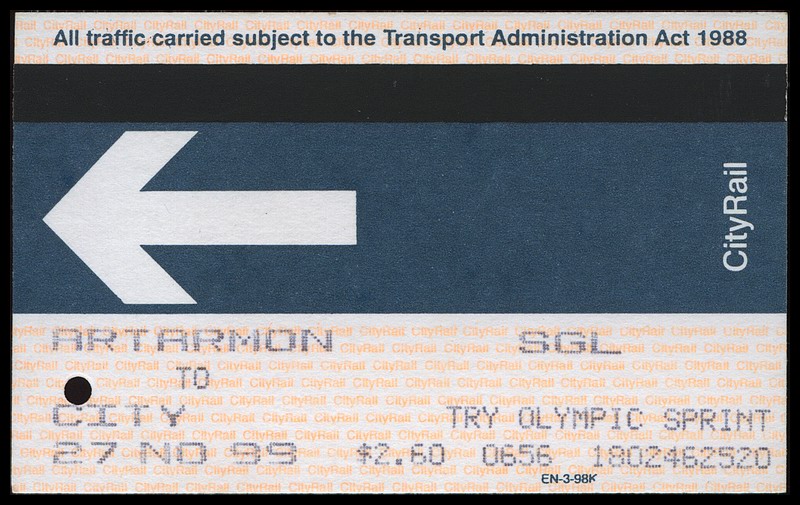 All traffic carried subject to the Transport Administration Act 1988
CityRail
ARTARMON SGL
TO
CITY TRY OLYMPIC SPRINT
27 NO 99 $2.60 0656 1802462520
EN-3-98K